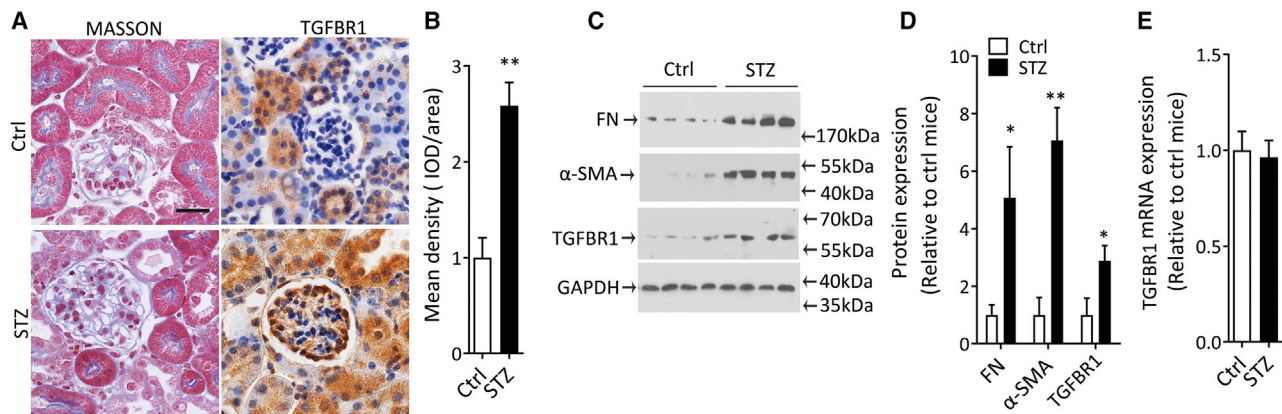 A
MASSON
TGFBR1
Ctrl
STZ
B
Mean density ( IOD/area)
3
2
1
0
**
Ctrl
STZ
C
Ctrl
STZ
FN→
←170kDa
α-SMA→
←55kDa
←40kDa
TGFBR1→
←70kDa
←55kDa
GAPDH→
←40kDa
←35kDa
D
Protein expression
(Relative to ctrl mice)
Ctrl
STZ
10
8
6
4
2
0
*
**
*
FN
α-SMA
TGFBR1
E
TGFBR1 mRNA expression
(Relative to ctrl mice)
1.5
1.0
0.5
0.0
Ctrl
STZ